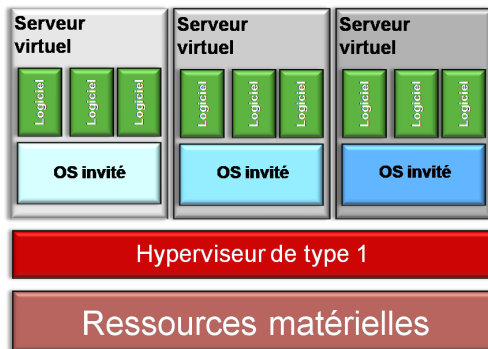 Serveur
virtuel
Logiciel
Logiciel
Logiciel
OS invité
Serveur
virtuel
Logiciel
Logiciel
Logiciel
OS invité
Serveur
virtuel
Logiciel
Logiciel
Logiciel
OS invité
Hyperviseur de type 1
Ressources matérielles